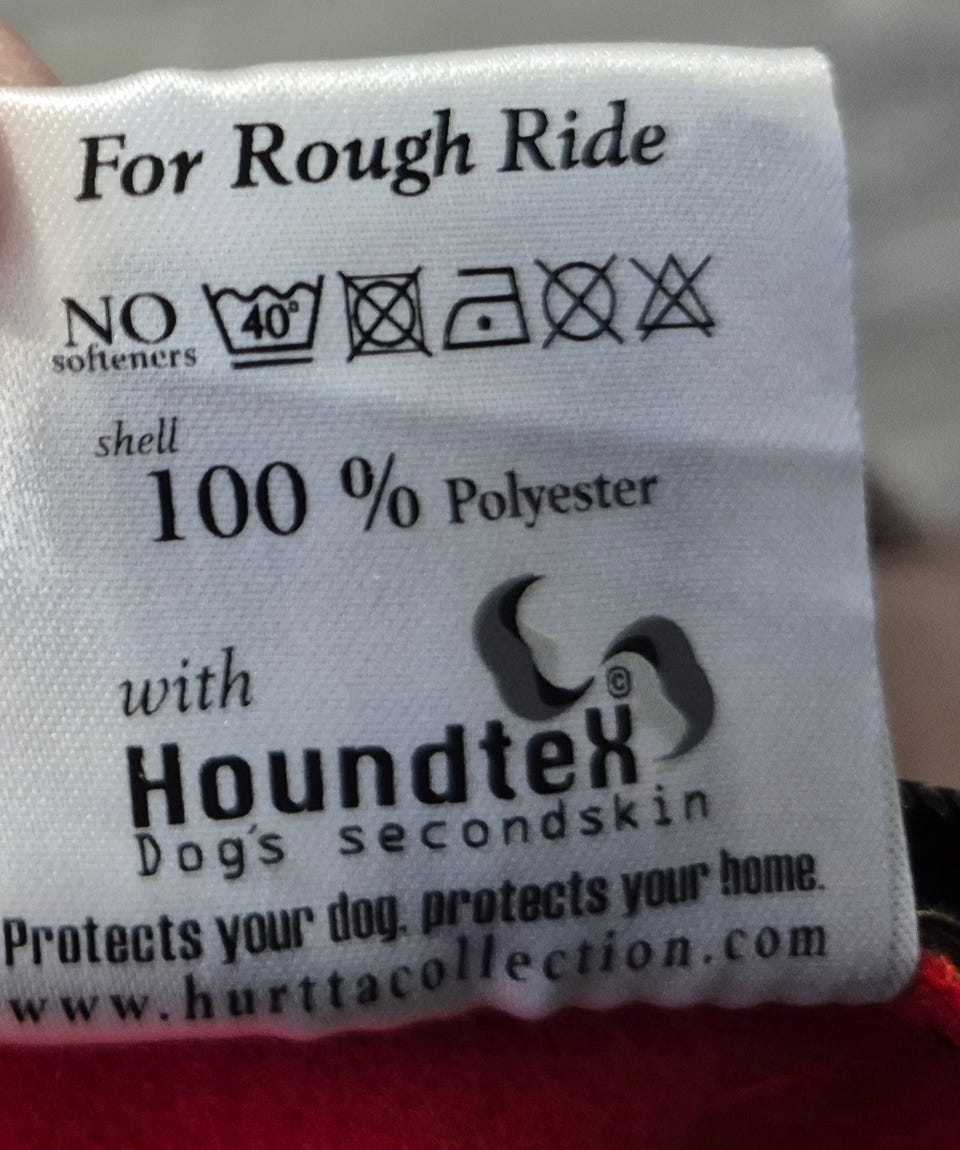 For Rough Ride
NO
softeners
40°
shell
100 % Polyester
with
©
Houndtex
Dog's secondskin
Protects your dog. protects your home.
www.hurttacollection.com